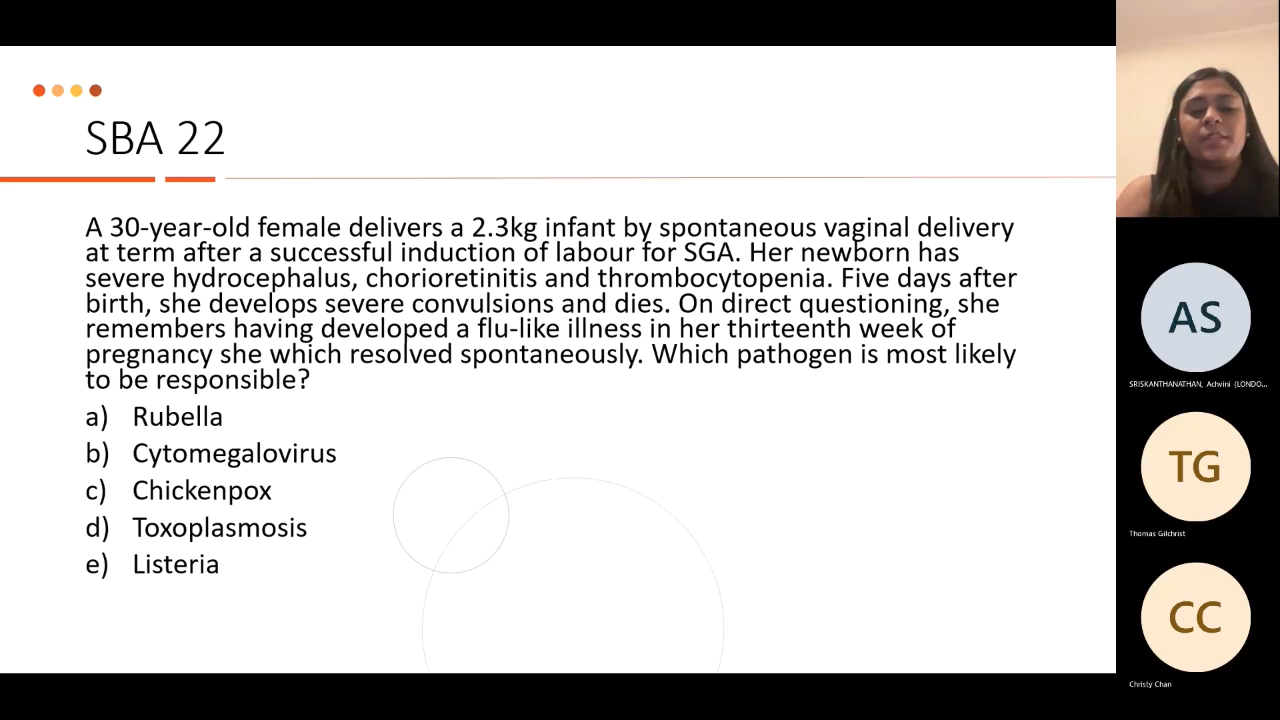 SBA 22
A 30-year-old female delivers a 2.3kg infant by spontaneous vaginal delivery
at term after a successful induction of labour for SGA. Her newborn has
severe hydrocephalus, chorioretinitis and thrombocytopenia. Five days after
birth, she develops severe convulsions and dies. On direct questioning, she
remembers having developed a flu-like illness in her thirteenth week of
pregnancy she which resolved spontaneously. Which pathogen is most likely
to be responsible?
a) Rubella
b) Cytomegalovirus
c) Chickenpox
d) Toxoplasmosis
e) Listeria
AS
SRISKANTHANATHAN, Adwini (LONDO...
TG
Thomas Gilchrist
CC
Christy Chan